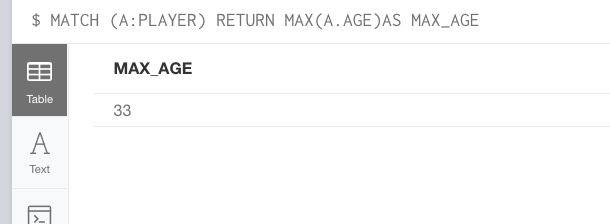 $ MATCH (A:PLAYER) RETURN MAX(A.AGE)AS MAX_AGE
MAX_AGE
Table
33
A
Text
>_